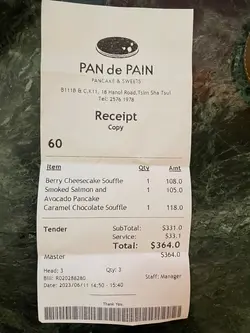 PAN de PAIN
PANCAKE & SWEETS
B111B & C,K11, 18 Hanoi Road,Tsim Sha Tsui
Tel: 2576 1978
Receipt
Copy
60
Item Qty Amt
Berry Cheesecake Souffle 1 108.0
Smoked Salmon and 1 105.0
Avocado Pancake
Caramel Chocolate Souffle 1 118.0
Tender SubTotal: $331.0
Service: $33.1
Total: $364.0
Master $364.0
Head: 3 Qty: 3
Bill: R020288280 Staff: Manager
Date: 2023/06/11 14:50 - 15:40
Thank You